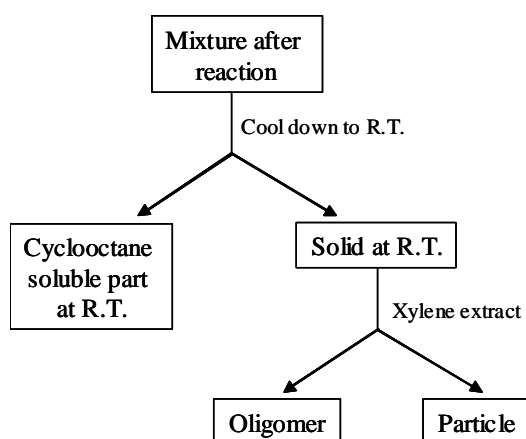 Mixture after
reaction
Cool down to R.T.
Cyclooctane
soluble part
at R.T.
Solid at R.T.
Xylene extract
Oligomer
Particle